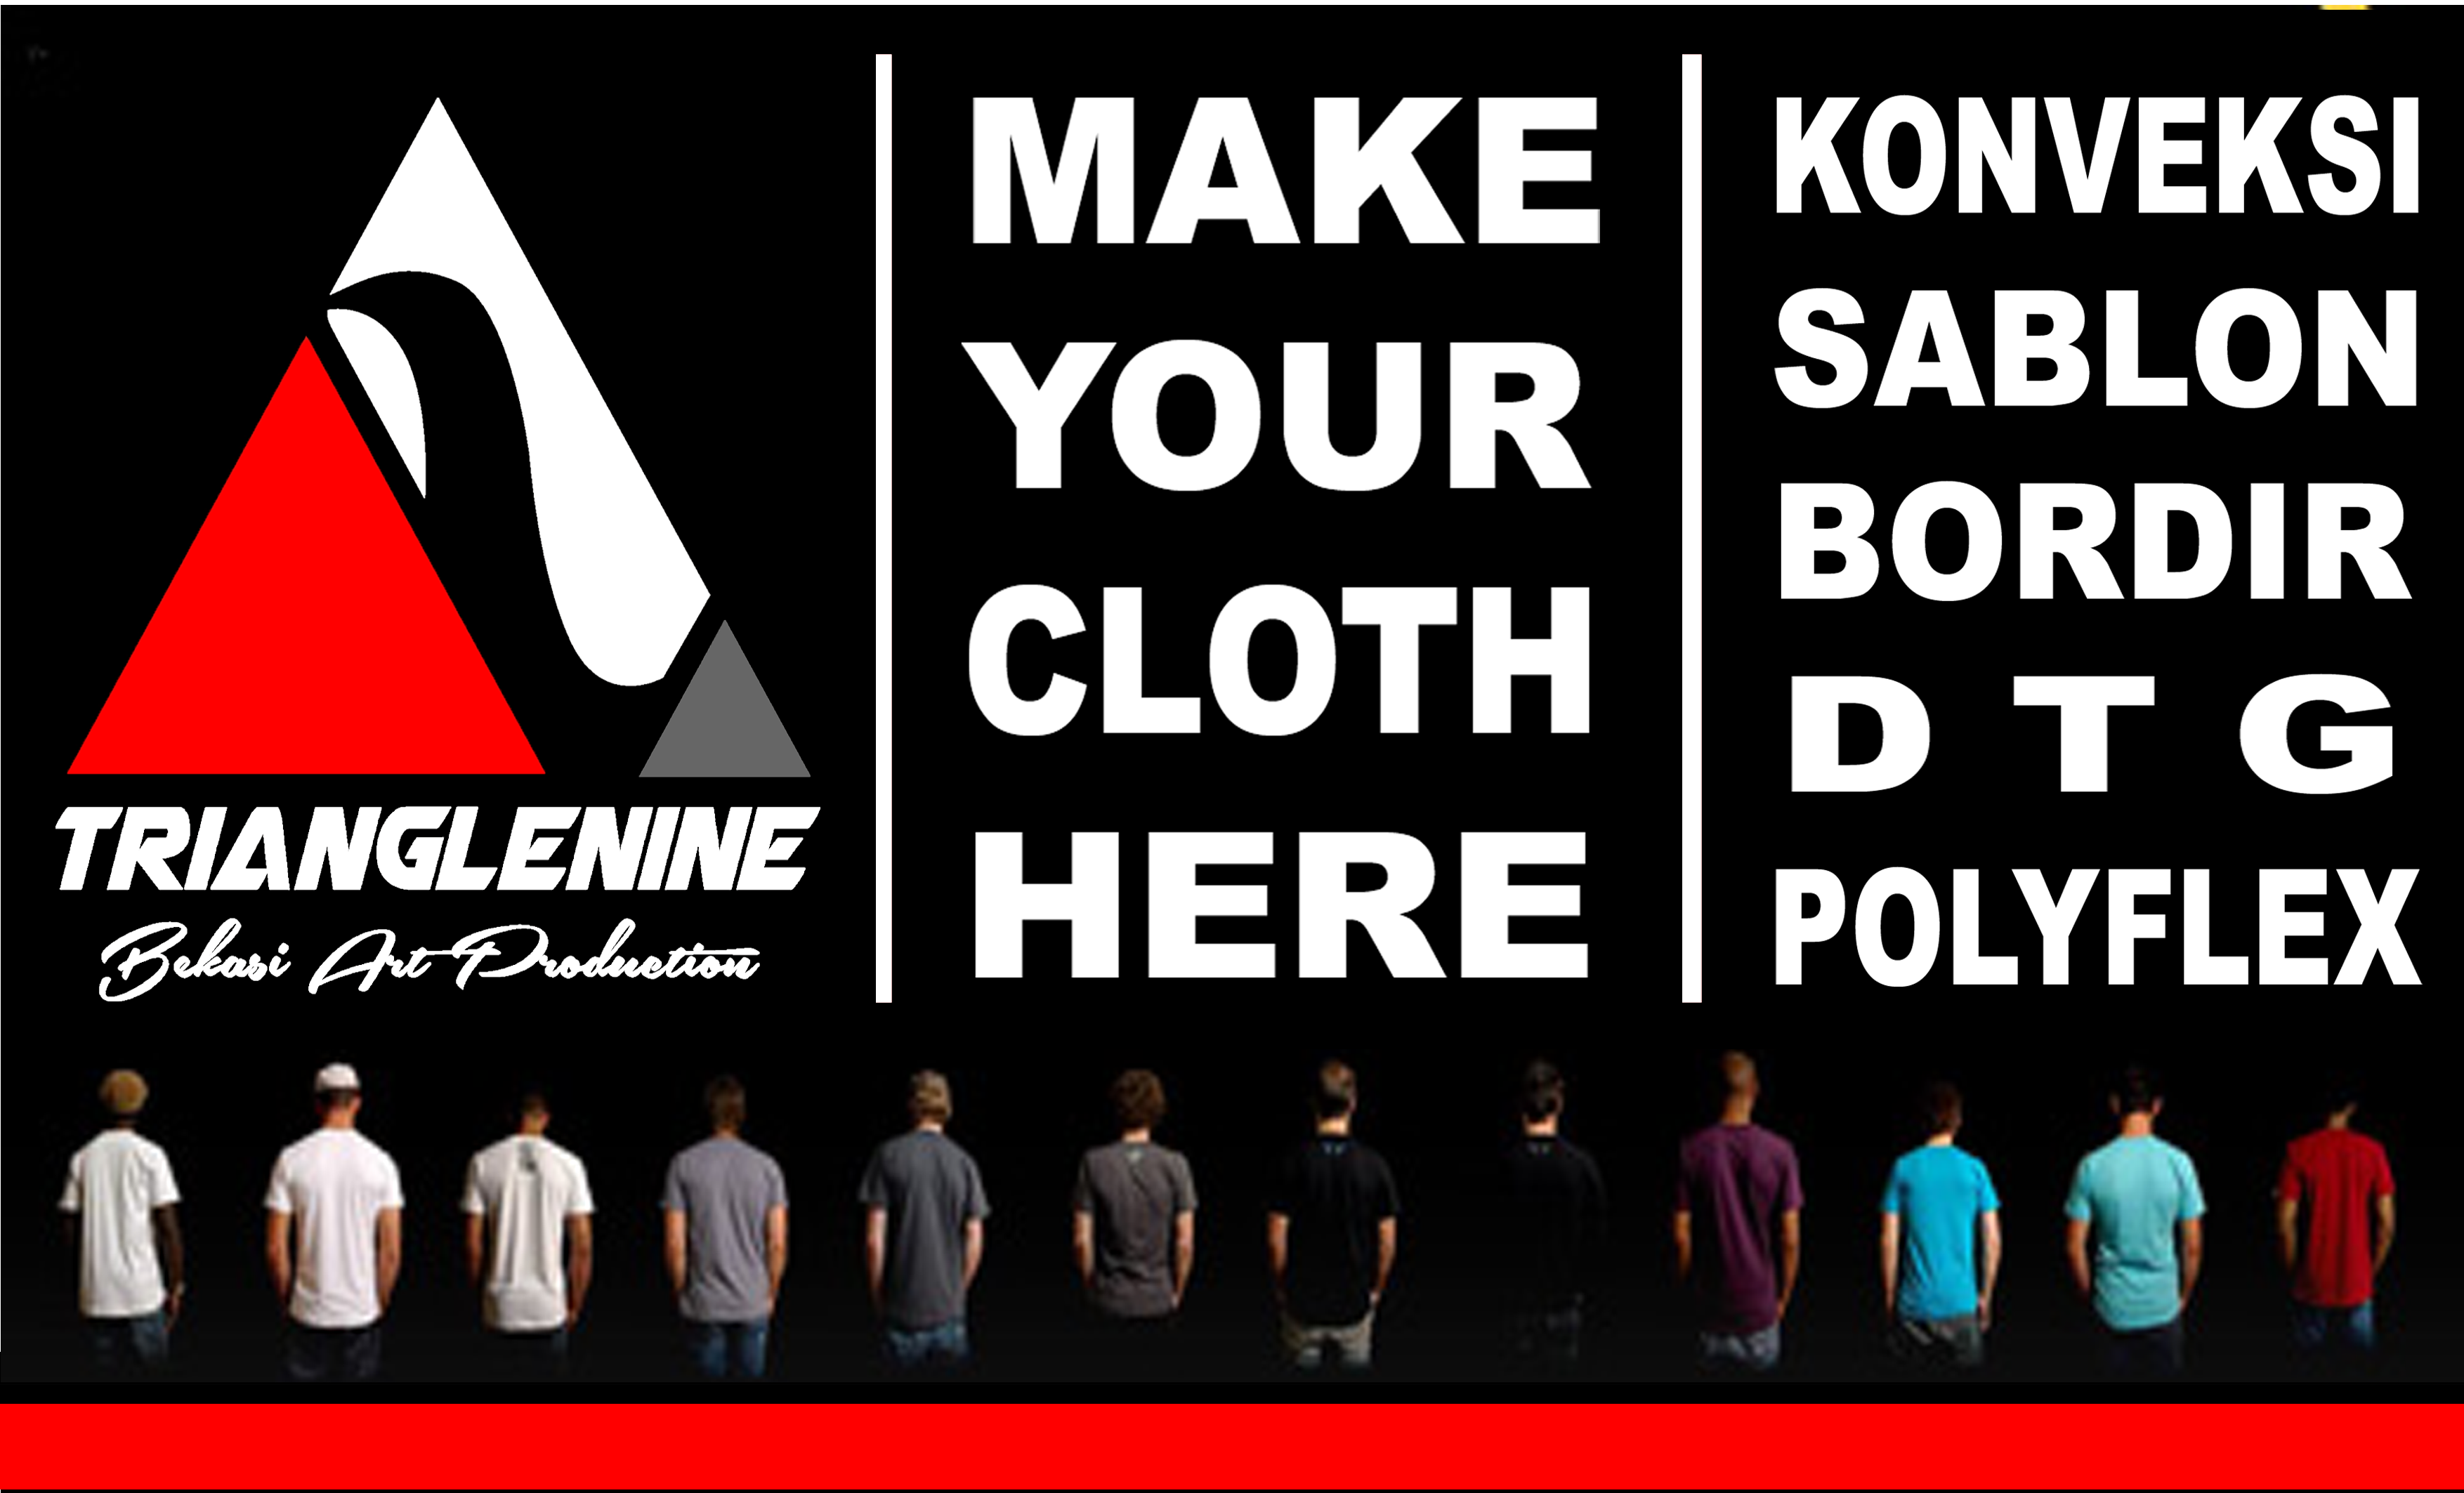 TRIANGLENINE
Bekasi Art Production
MAKE
YOUR
CLOTH
HERE
KONVEKSI
SABLON
BORDIR
D T G
POLYFLEX